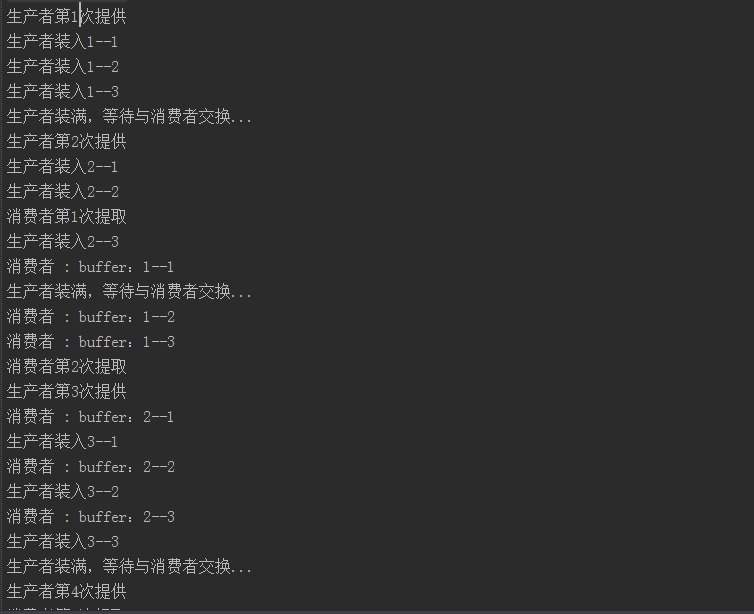 生产者第1次提供
生产者装入1--1
生产者装入1--2
生产者装入1--3
生产者装满，等待与消费者交换...
生产者第2次提供
生产者装入2--1
生产者装入2--2
消费者第1次提取
生产者装入2--3
消费者 : buffer：1--1
生产者装满，等待与消费者交换...
消费者 : buffer：1--2
消费者 : buffer：1--3
消费者第2次提取
生产者第3次提供
消费者 : buffer：2--1
生产者装入3--1
消费者 : buffer：2--2
生产者装入3--2
消费者 : buffer：2--3
生产者装入3--3
生产者装满，等待与消费者交换...
生产者第4次提供